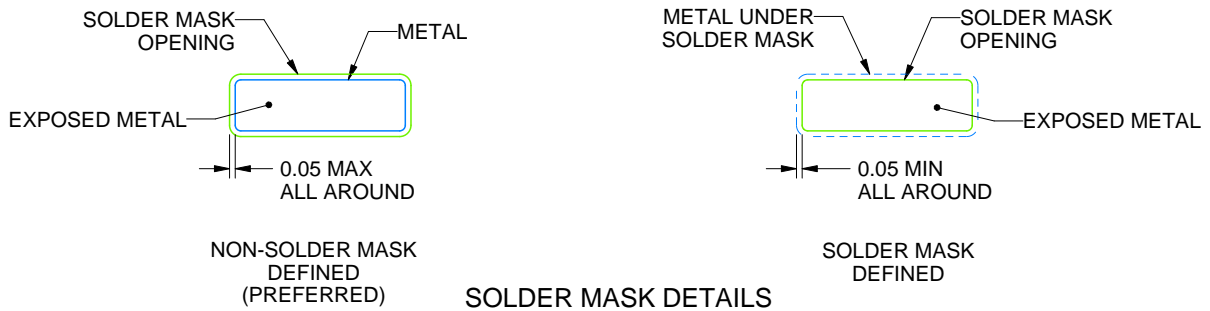 SOLDER MASK
OPENING
METAL
EXPOSED METAL
0.05 MAX
ALL AROUND
NON-SOLDER MASK
DEFINED
(PREFERRED)
METAL UNDER
SOLDER MASK
SOLDER MASK
OPENING
EXPOSED METAL
0.05 MIN
ALL AROUND
SOLDER MASK
DEFINED
SOLDER MASK DETAILS